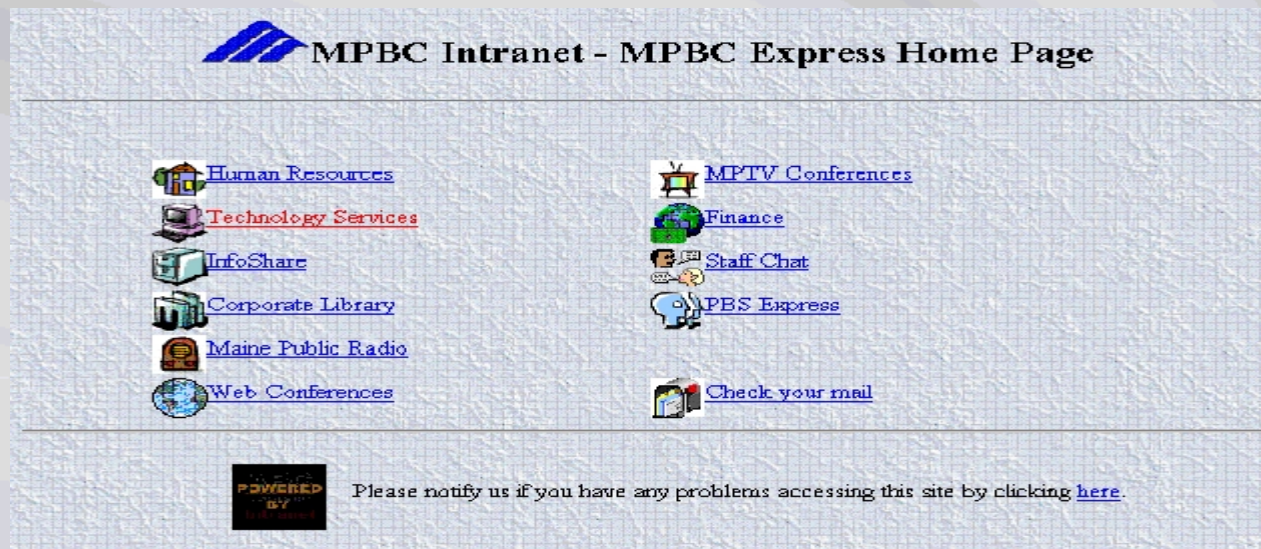 MPBC Intranet - MPBC Express Home Page
Human Resources
MPTV Conferences
Technology Services
Finance
InfoShare
Staff Chat
Corporate Library
PBS Express
Maine Public Radio
Web Conferences
Check your mail
POWERED
BY
Please notify us if you have any problems accessing this site by clicking here.